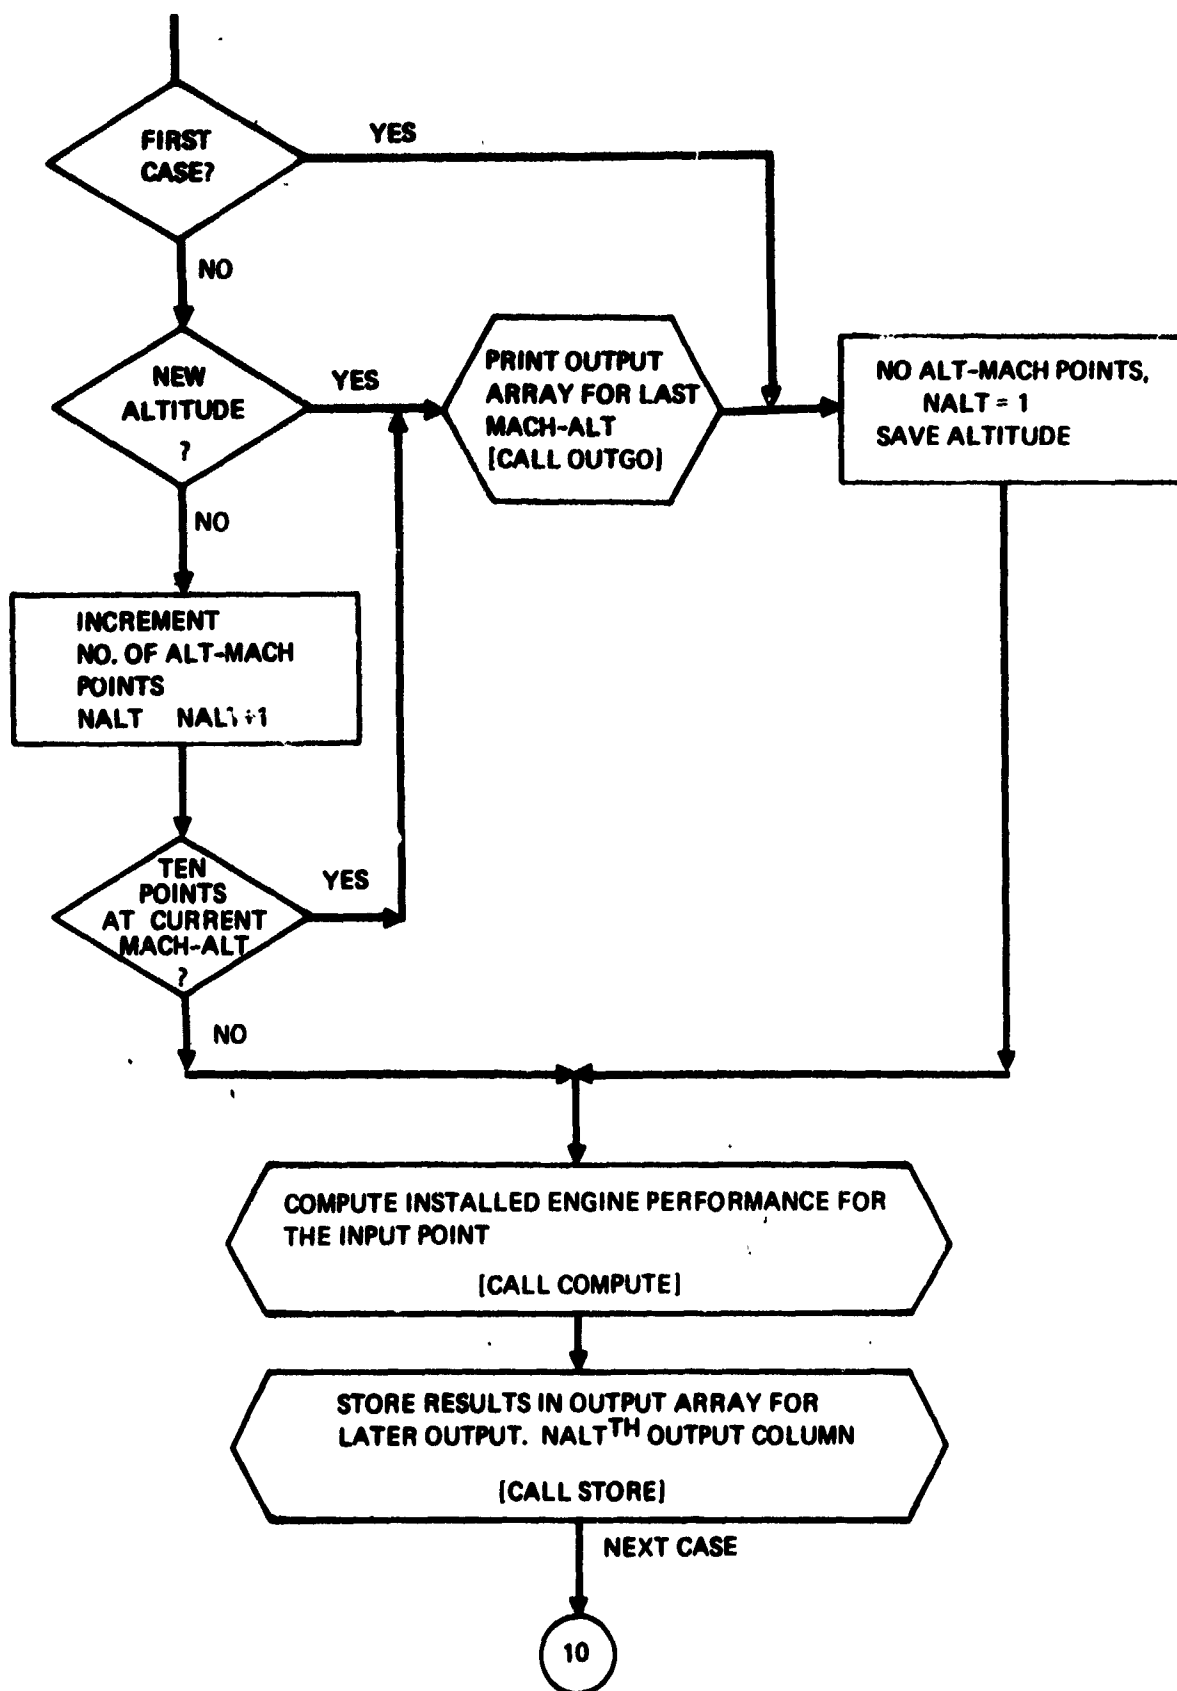 FIRST
CASE?
YES
NO
NEW
ALTITUDE
?
YES
NO
PRINT OUTPUT
ARRAY FOR LAST
MACH-ALT
[CALL OUTGO]
NO ALT-MACH POINTS,
NALT = 1
SAVE ALTITUDE
INCREMENT
NO. OF ALT-MACH
POINTS
NALT NALT+1
TEN
POINTS
AT CURRENT
MACH-ALT
?
YES
NO
COMPUTE INSTALLED ENGINE PERFORMANCE FOR
THE INPUT POINT
[CALL COMPUTE]
STORE RESULTS IN OUTPUT ARRAY FOR
LATER OUTPUT. NALTTH OUTPUT COLUMN
[CALL STORE]
NEXT CASE
10